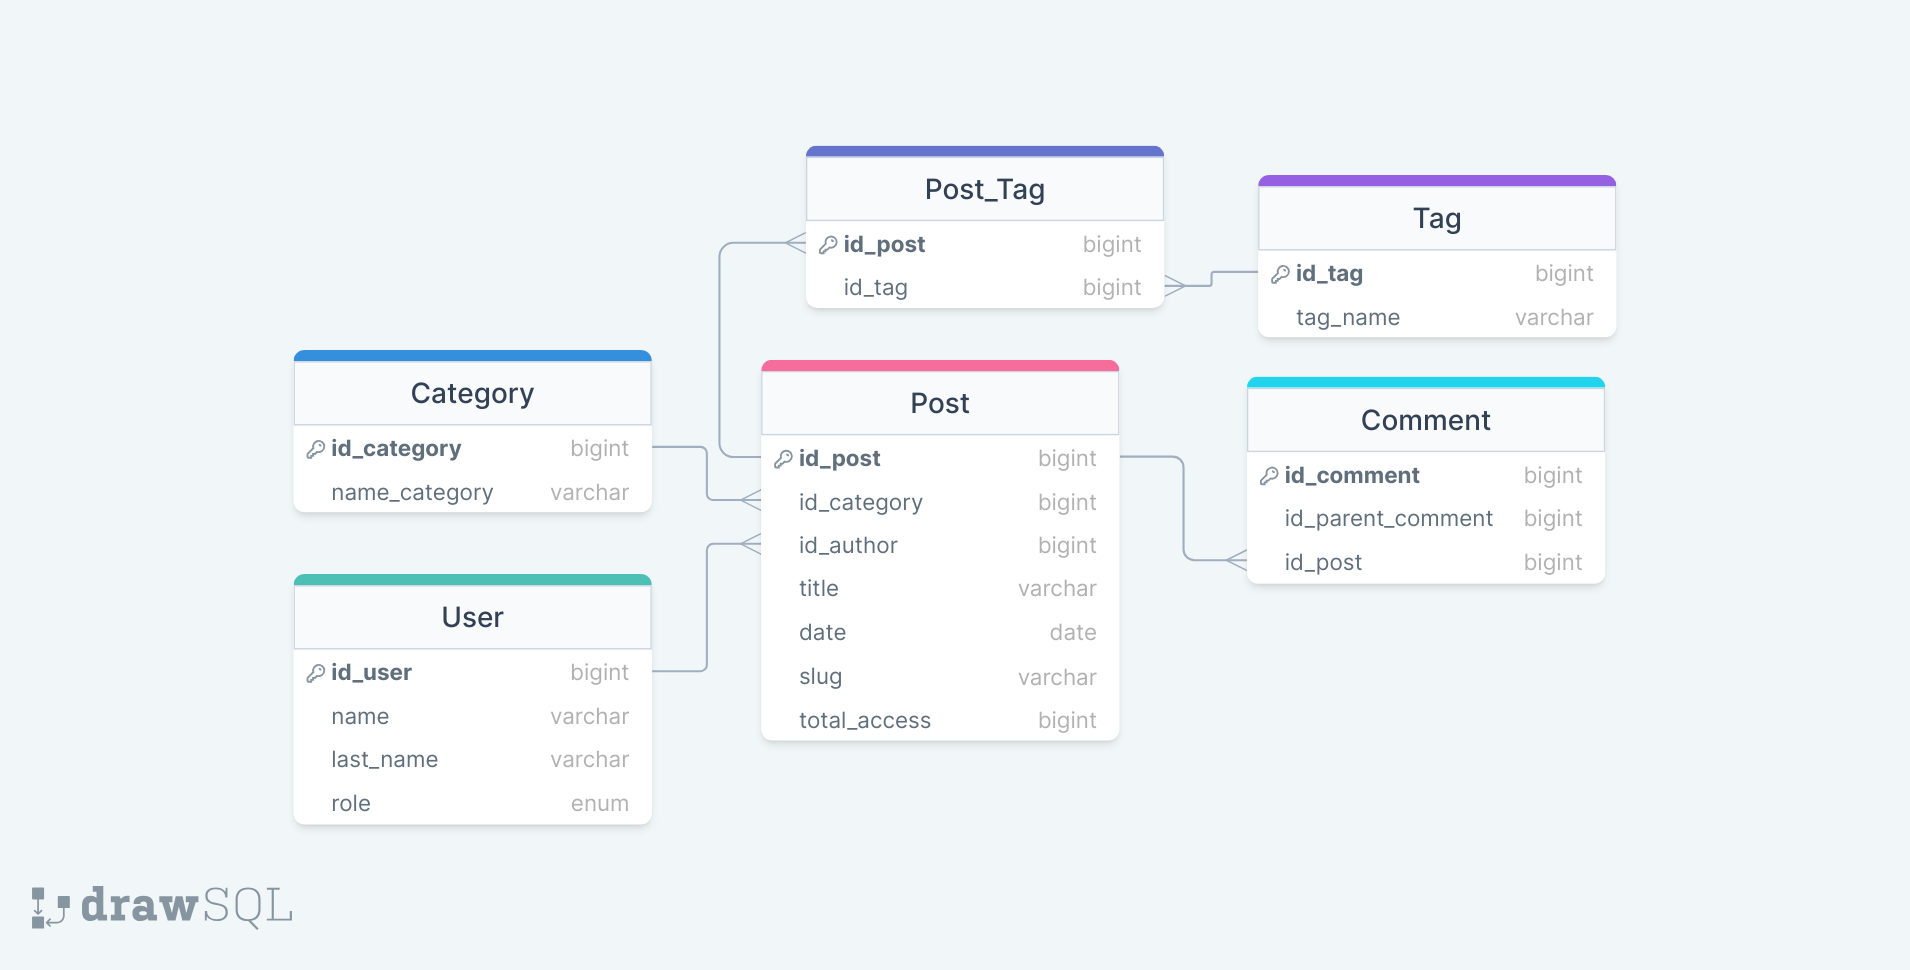 Post_Tag
id_post bigint
id_tag bigint
Tag
id_tag bigint
tag_name varchar
Category
id_category bigint
name_category varchar
Post
id_post bigint
id_category bigint
id_author bigint
title varchar
date date
slug varchar
total_access bigint
Comment
id_comment bigint
id_parent_comment bigint
id_post bigint
User
id_user bigint
name varchar
last_name varchar
role enum
drawSQL